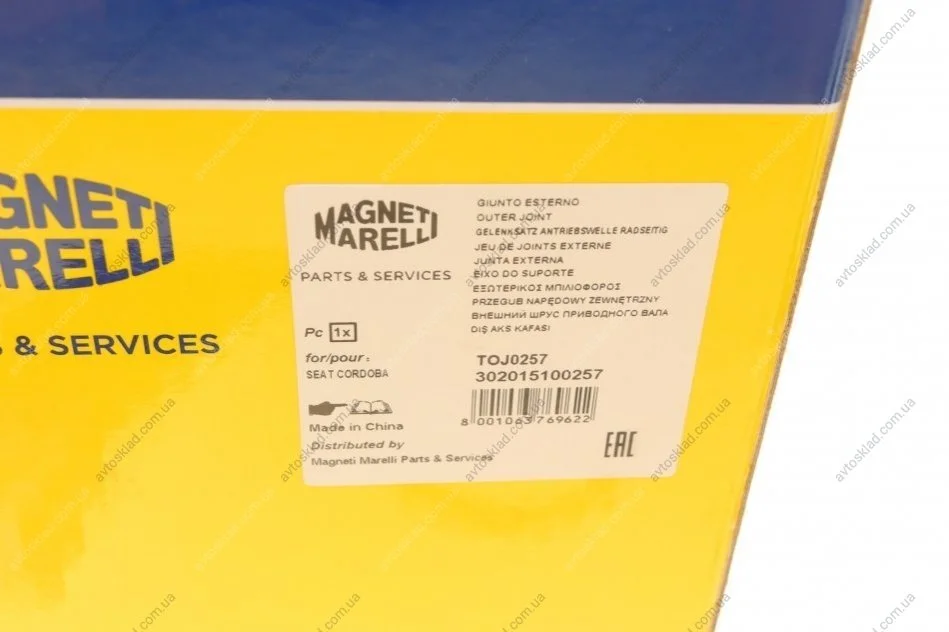 GNETI
RELLI
& SERVICES
MAGNETI
MARELLI
PARTS & SERVICES
Pc 1x
for/pour:
SEAT CORDOBA
Made in China
Distributed by
Magneti Marelli Parts & Services
GIUNTO ESTERNO
OUTER JOINT
GELENKSATZ ANTRIEBSWELLE RADSEITIG
JEU DE JOINTS EXTERNE
JUNTA EXTERNA
EIXO DO SUPORTE
ΕΞΩΤΕΡΙΚΟΣ ΜΠΙΛΙΟΦΟΡΟΣ
PRZEGUB NAPĘDOWY ZEWNĘTRZNY
ВНЕШНИЙ ШРУС ПРИВОДНОГО ВАЛА
DIŞ AKS KAFASI
TOJ0257
302015100257
8 001063 769622
EAC
avtosklad.com.ua